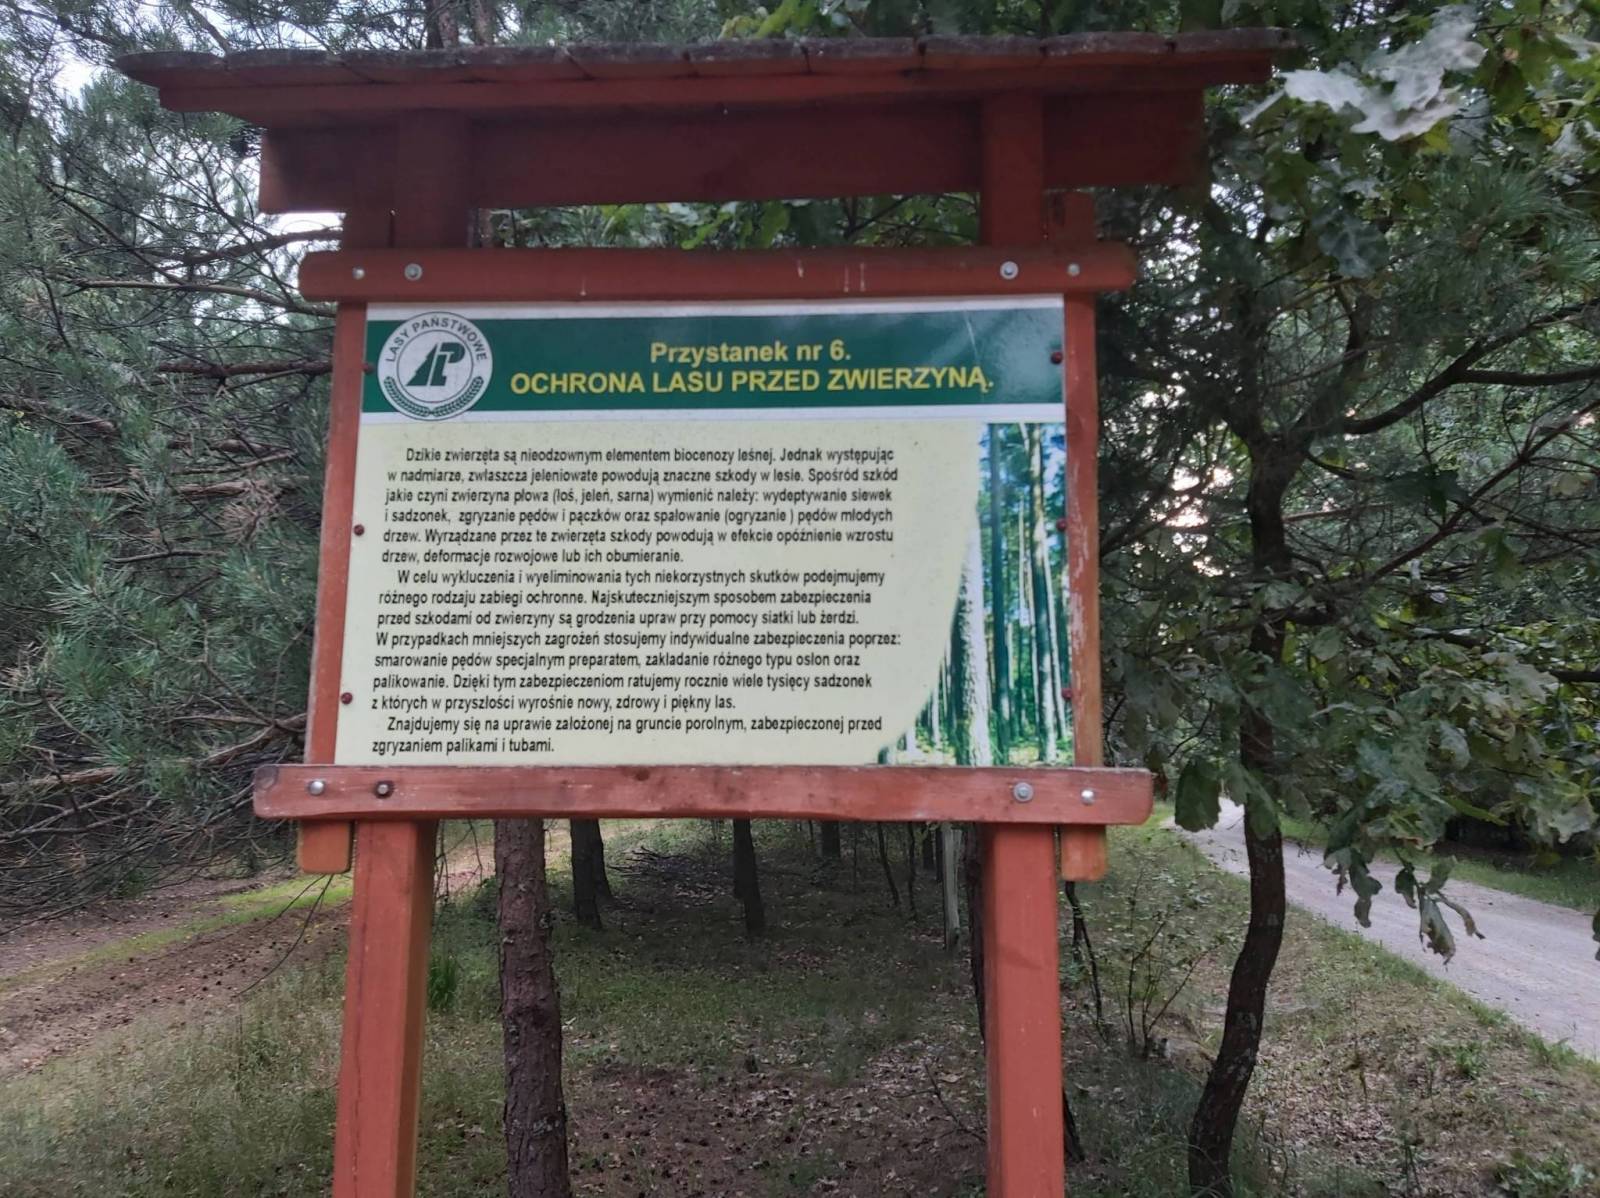 LASY PAŃSTWOWE
Przystanek nr 6.
OCHRONA LASU PRZED ZWIERZYNĄ.
Dzikie zwierzęta są nieodzownym elementem biocenozy leśnej. Jednak występując
w nadmiarze, zwłaszcza jeleniowate powodują znaczne szkody w lesie. Spośród szkód
jakie czyni zwierzyna płowa (łoś, jeleń, sarna) wymienić należy: wydeptywanie siewek
i sadzonek, zgryzanie pędów i pączków oraz spałowanie (ogryzanie ) pędów młodych
drzew. Wyrządzane przez te zwierzęta szkody powodują w efekcie opóźnienie wzrostu
drzew, deformacje rozwojowe lub ich obumieranie.
W celu wykluczenia i wyeliminowania tych niekorzystnych skutków podejmujemy
różnego rodzaju zabiegi ochronne. Najskuteczniejszym sposobem zabezpieczenia
przed szkodami od zwierzyny są grodzenia upraw przy pomocy siatki lub żerdzi.
W przypadkach mniejszych zagrożeń stosujemy indywidualne zabezpieczenia poprzez:
smarowanie pędów specjalnym preparatem, zakładanie różnego typu osłon oraz
palikowanie. Dzięki tym zabezpieczeniom ratujemy rocznie wiele tysięcy sadzonek
z których w przyszłości wyrośnie nowy, zdrowy i piękny las.
Znajdujemy się na uprawie założonej na gruncie porolnym, zabezpieczonej przed
zgryzaniem palikami i tubami.